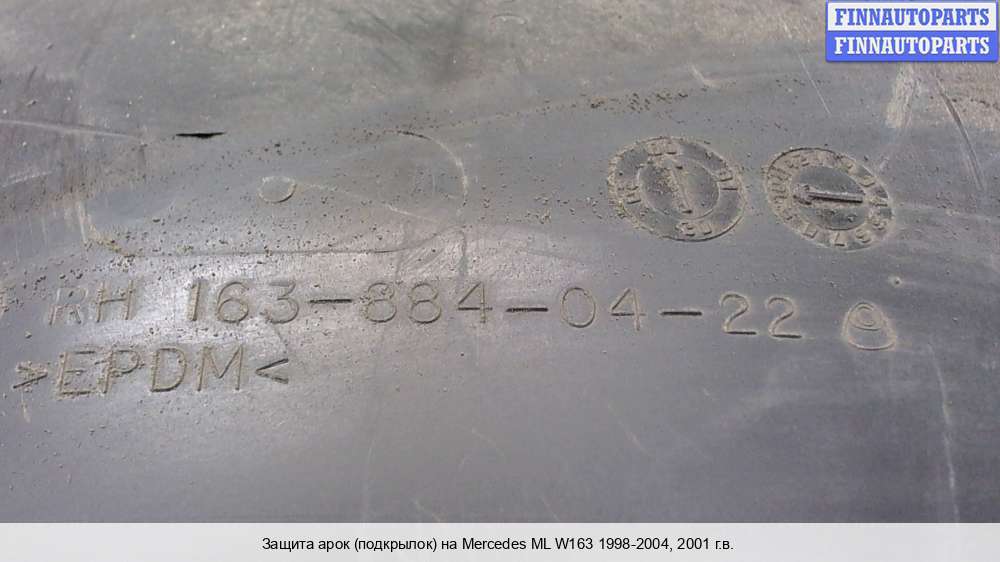 FINNAUTOPARTS
FINNAUTOPARTS
RH 163-884-04-22
>EPDM<
Защита арок (подкрылок) на Mercedes ML W163 1998-2004, 2001 г.в.